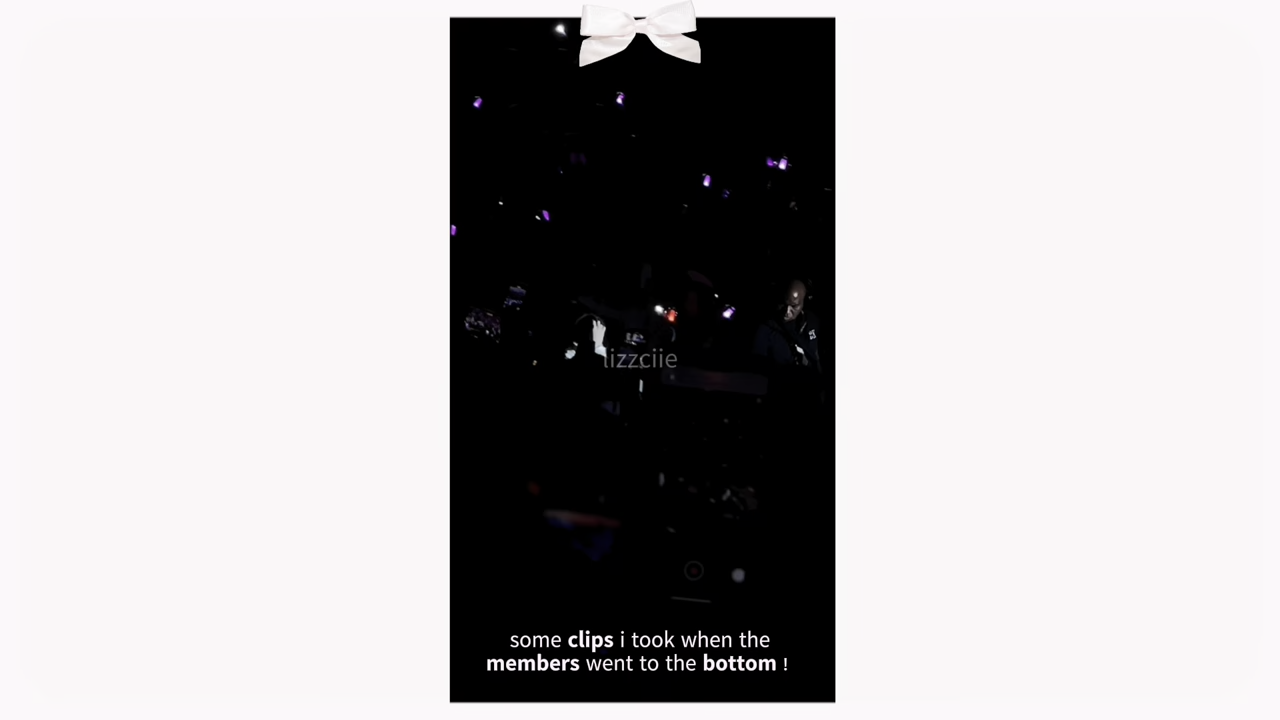 lizzciie
some clips i took when the
members went to the bottom !